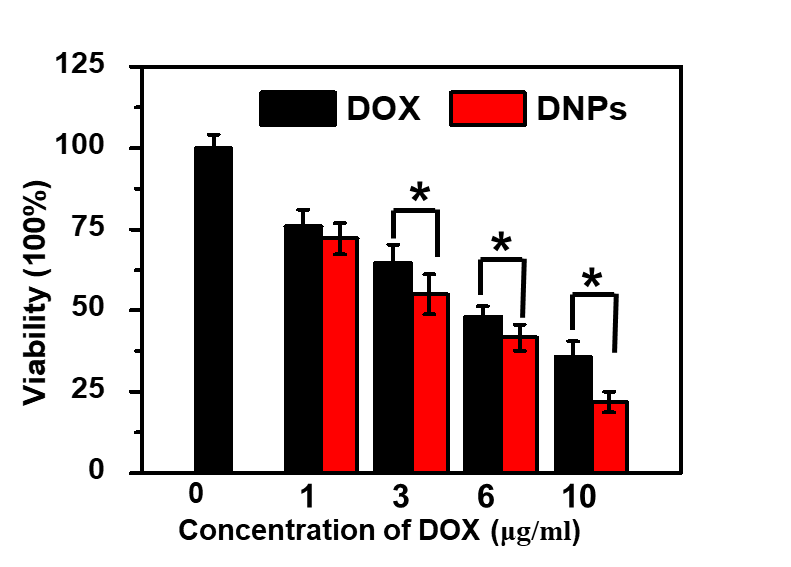 125
DOX DNPs
100
*
75
*
*
50
25
0
Viability (100%)
0 1 3 6 10
Concentration of DOX (μg/ml)